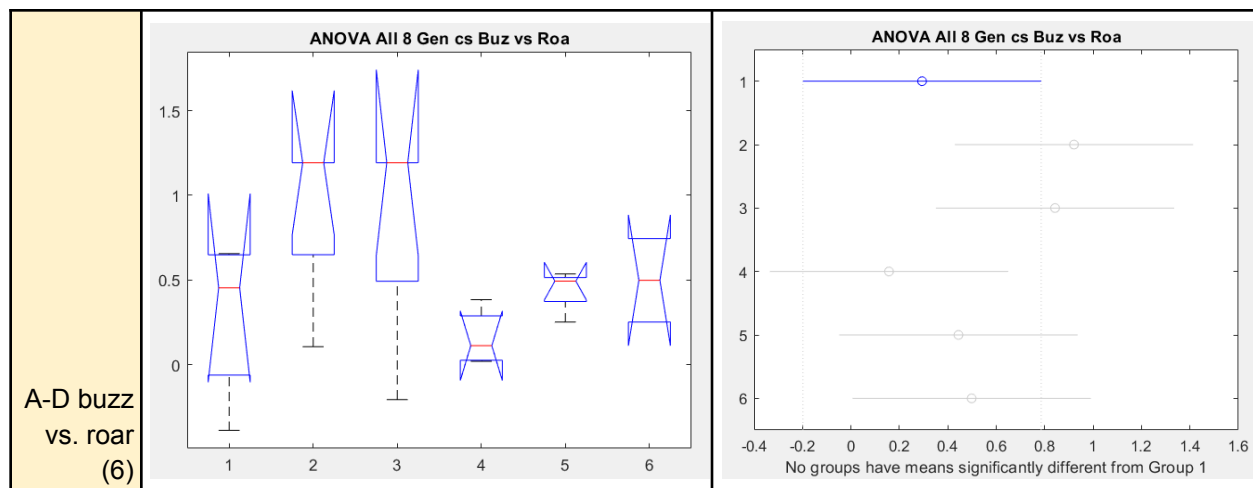 ANOVA All 8 Gen cs Buz vs Roa
1.5
1
0.5
0
1 2 3 4 5 6
A-D buzz
vs. roar
(6)
ANOVA All 8 Gen cs Buz vs Roa
1
2
3
4
5
6
-0.4 -0.2 0 0.2 0.4 0.6 0.8 1 1.2 1.4 1.6
No groups have means significantly different from Group 1